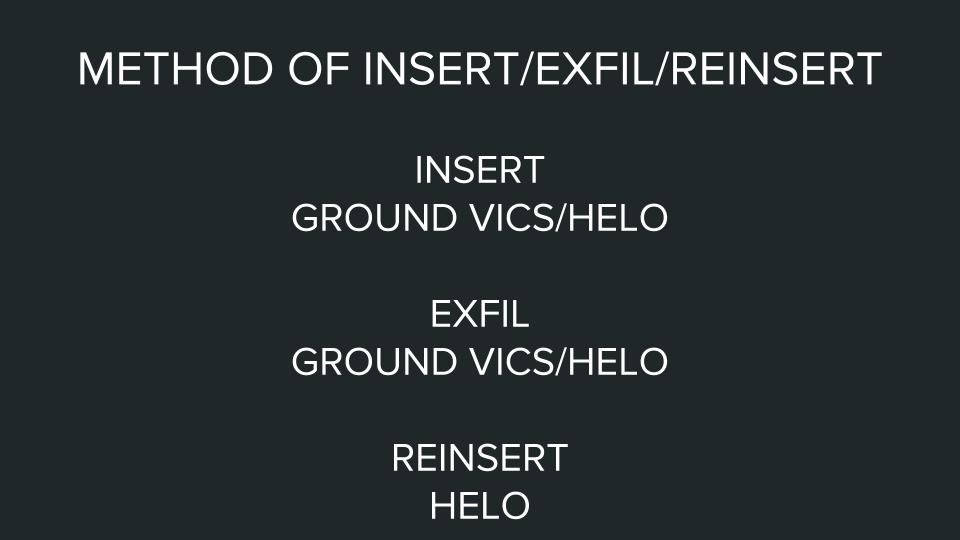 METHOD OF INSERT/EXFIL/REINSERT
INSERT
GROUND VICS/HELO
EXFIL
GROUND VICS/HELO
REINSERT
HELO